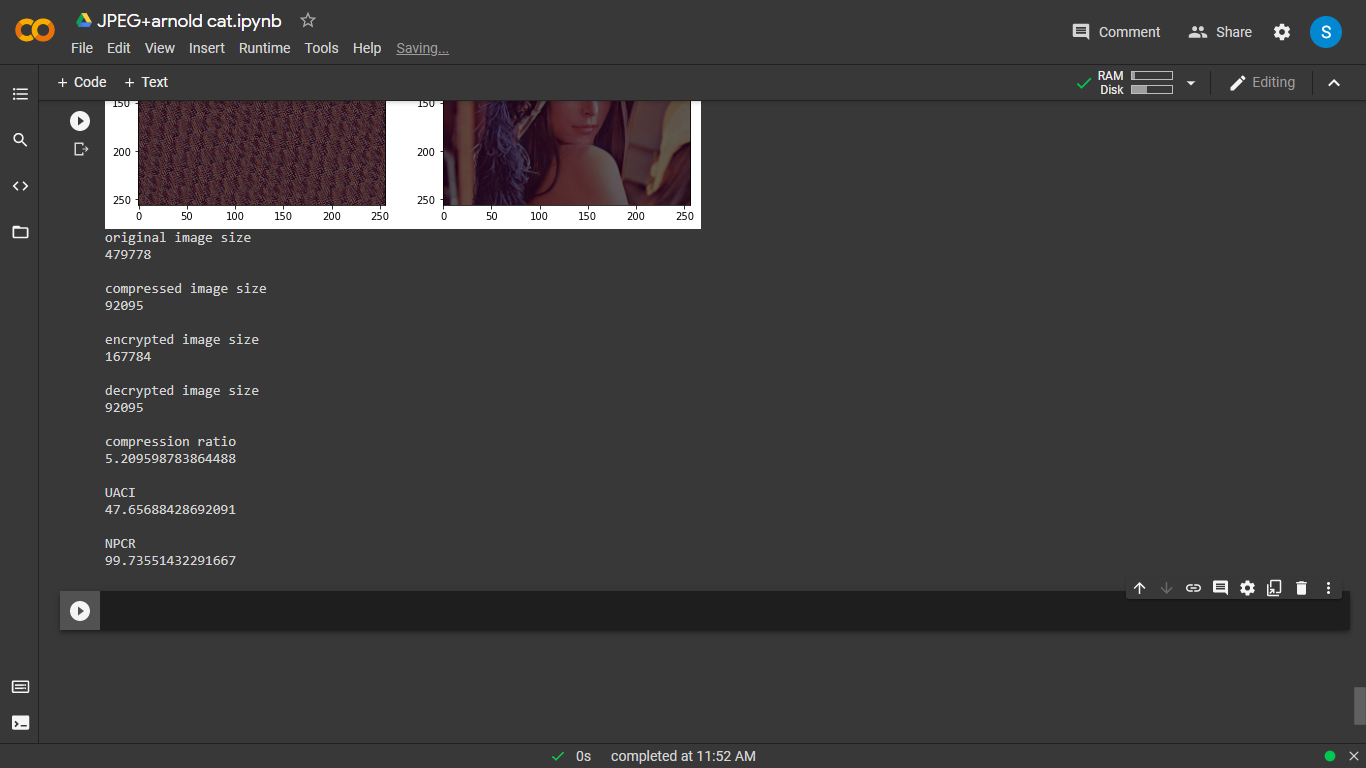 JPEG+arnold cat.ipynb
File Edit View Insert Runtime Tools Help Saving...
Comment Share S
+ Code + Text
RAM
Disk
Editing
150 150
200 200
250 250
0 50 100 150 200 250 0 50 100 150 200 250
original image size
479778
compressed image size
92095
encrypted image size
167784
decrypted image size
92095
compression ratio
5.209598783864488
UACI
47.65688428692091
NPCR
99.73551432291667
0s completed at 11:52 AM